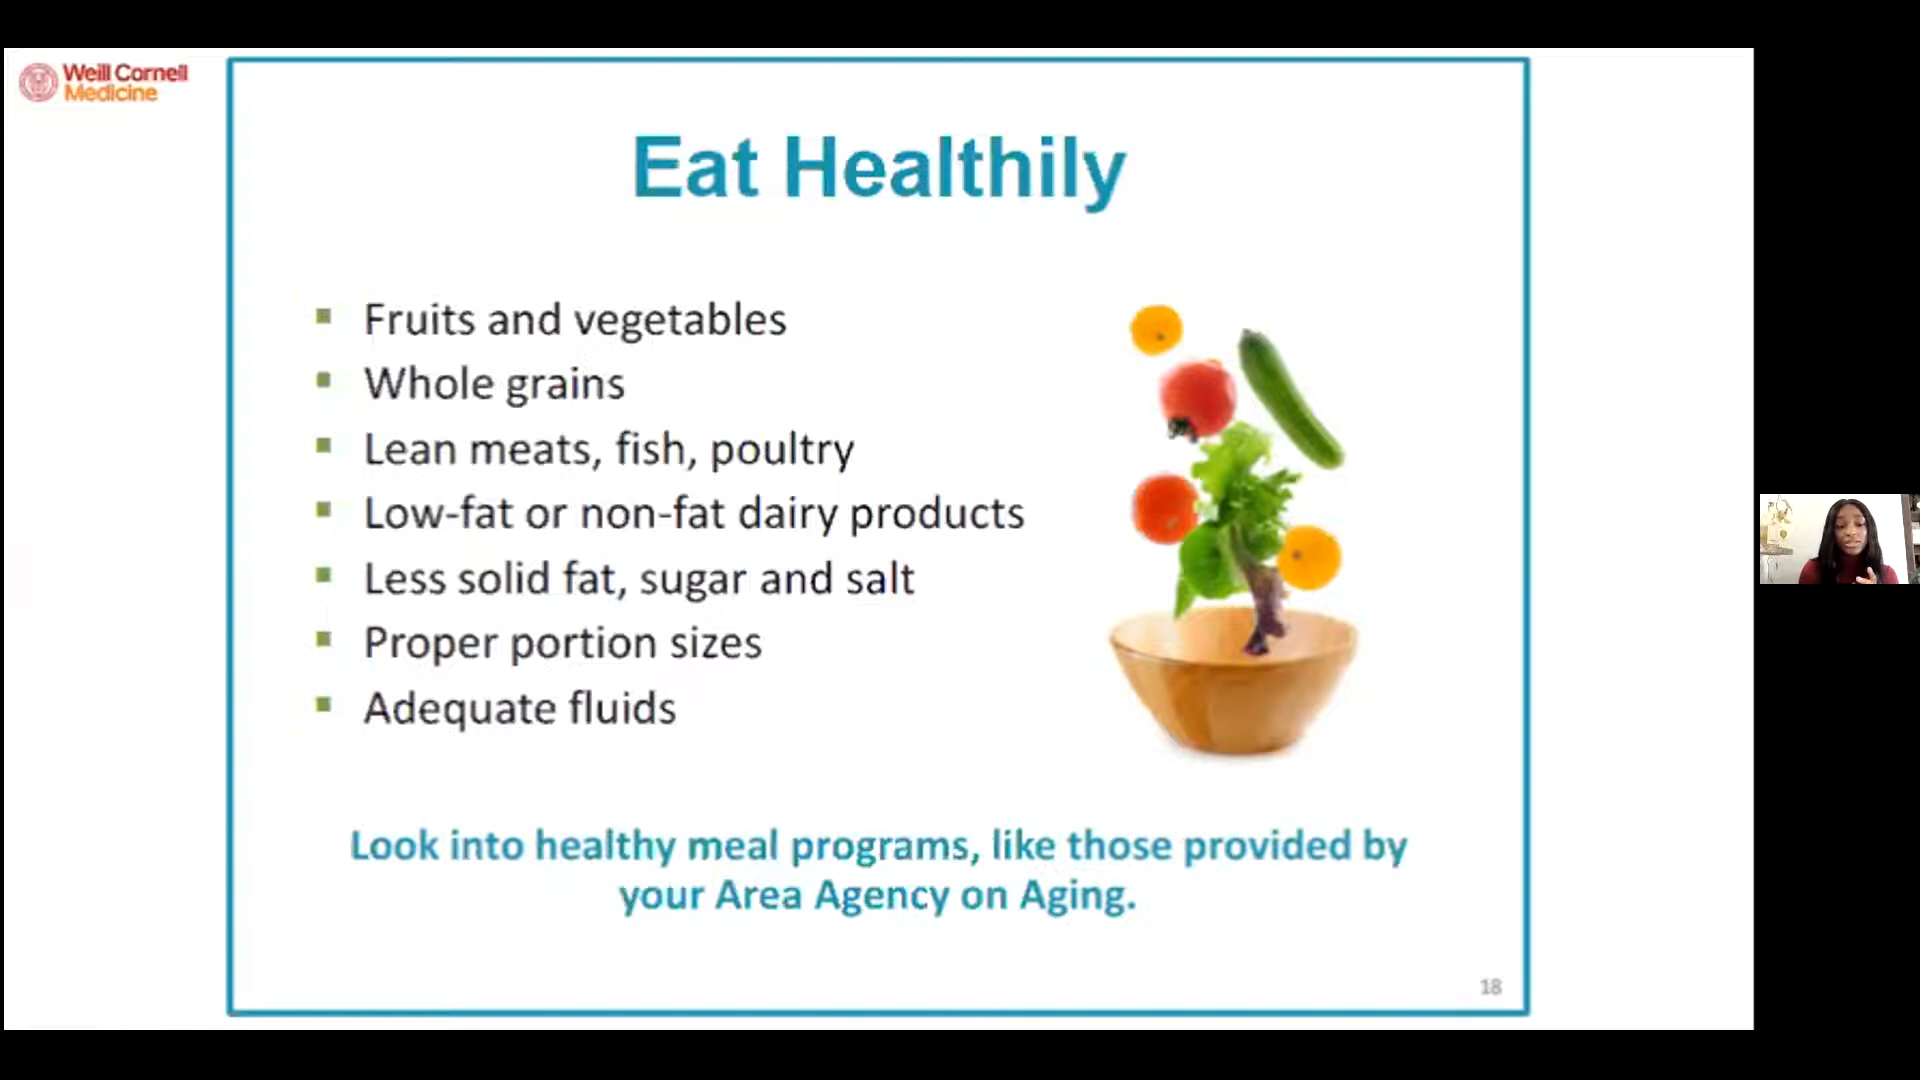 Weill Cornell
Medicine
Eat Healthily
Fruits and vegetables
Whole grains
Lean meats, fish, poultry
Low-fat or non-fat dairy products
Less solid fat, sugar and salt
Proper portion sizes
Adequate fluids
Look into healthy meal programs, like those provided by
your Area Agency on Aging.
18